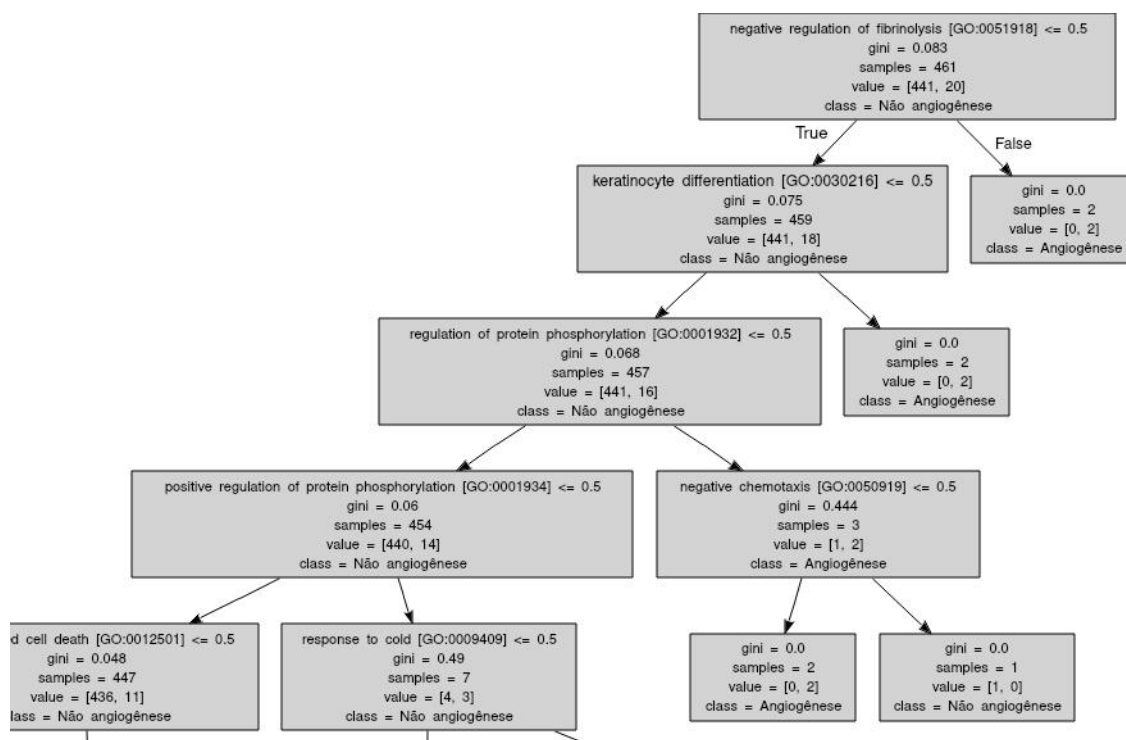 negative regulation of fibrinolysis [GO:0051918] <= 0.5
gini = 0.083
samples = 461
value = [441, 20]
class = Não angiogênese
True
False
keratinocyte differentiation [GO:0030216] <= 0.5
gini = 0.075
samples = 459
value = [441, 18]
class = Não angiogênese
gini = 0.0
samples = 2
value = [0, 2]
class = Angiogênese
regulation of protein phosphorylation [GO:0001932] <= 0.5
gini = 0.068
samples = 457
value = [441, 16]
class = Não angiogênese
gini = 0.0
samples = 2
value = [0, 2]
class = Angiogênese
positive regulation of protein phosphorylation [GO:0001934] <= 0.5
gini = 0.06
samples = 454
value = [440, 14]
class = Não angiogênese
negative chemotaxis [GO:0050919] <= 0.5
gini = 0.444
samples = 3
value = [1, 2]
class = Angiogênese
d cell death [GO:0012501] <= 0.5
gini = 0.048
samples = 447
value = [436, 11]
lass = Não angiogênese
response to cold [GO:0009409] <= 0.5
gini = 0.49
samples = 7
value = [4, 3]
class = Não angiogênese
gini = 0.0
samples = 2
value = [0, 2]
class = Angiogênese
gini = 0.0
samples = 1
value = [1, 0]
class = Não angiogênese